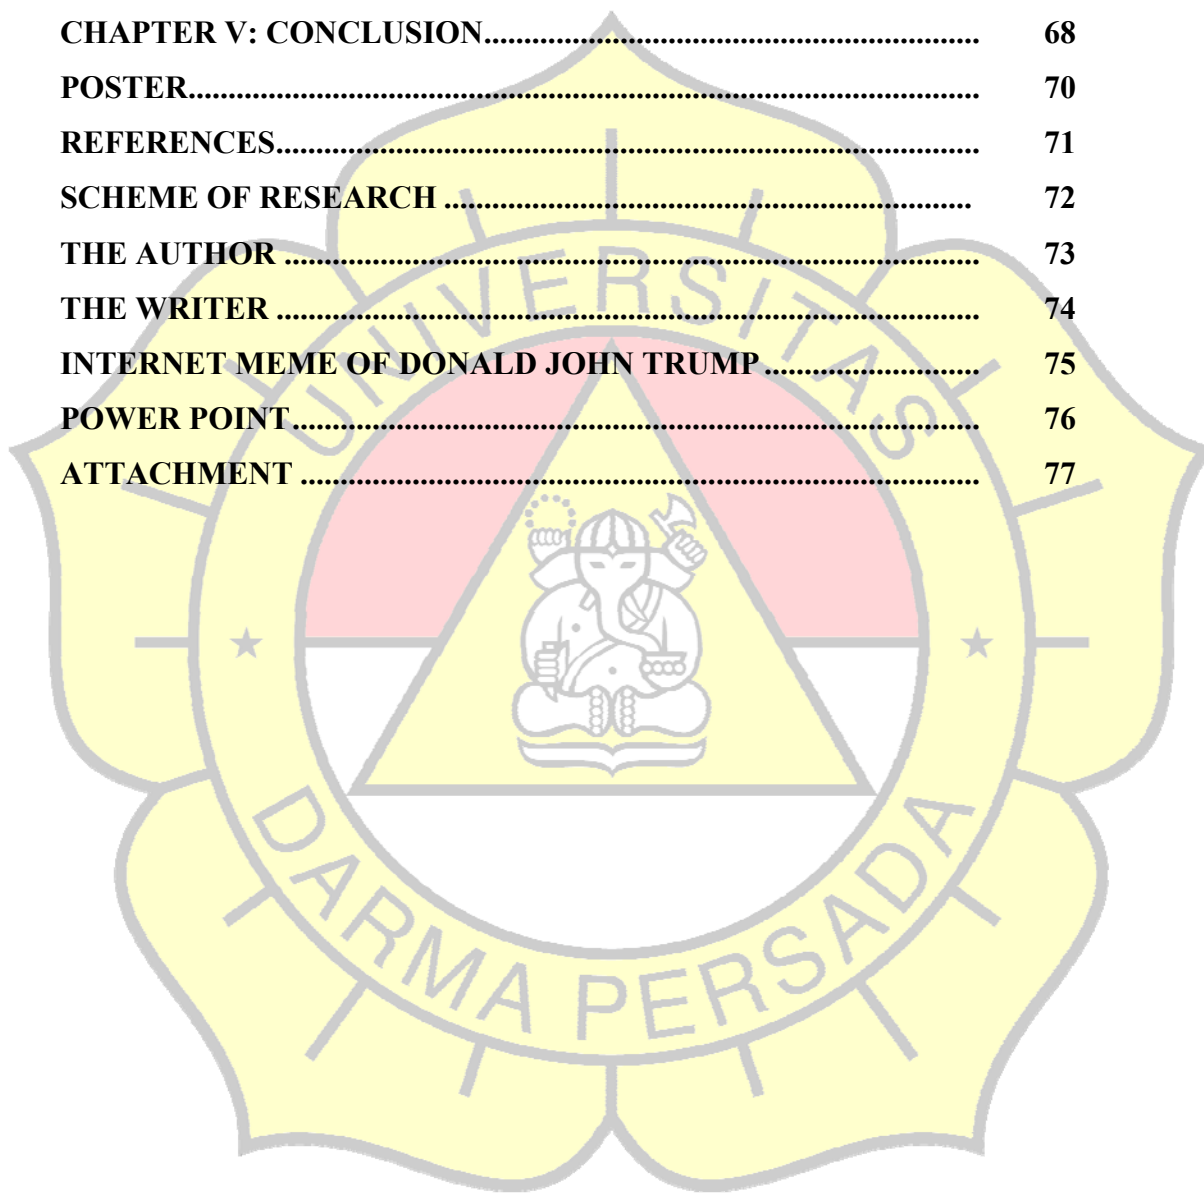 CHAPTER V: CONCLUSION............................................................... 68
POSTER.................................................................................................... 70
REFERENCES......................................................................................... 71
SCHEME OF RESEARCH ................................................................... 72
THE AUTHOR ........................................................................................ 73
THE WRITER ......................................................................................... 74
INTERNET MEME OF DONALD JOHN TRUMP ........................... 75
POWER POINT....................................................................................... 76
ATTACHMENT ...................................................................................... 77
UNIVERSITAS
DARMA PERSADA